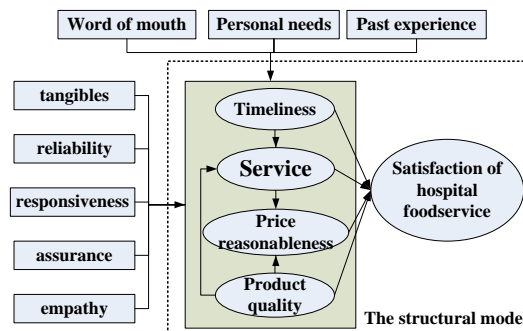 Word of mouth
Personal needs
Past experience
tangibles
reliability
responsiveness
assurance
empathy
Timeliness
Service
Price
reasonableness
Product
quality
Satisfaction of
hospital
foodservice
The structural mode